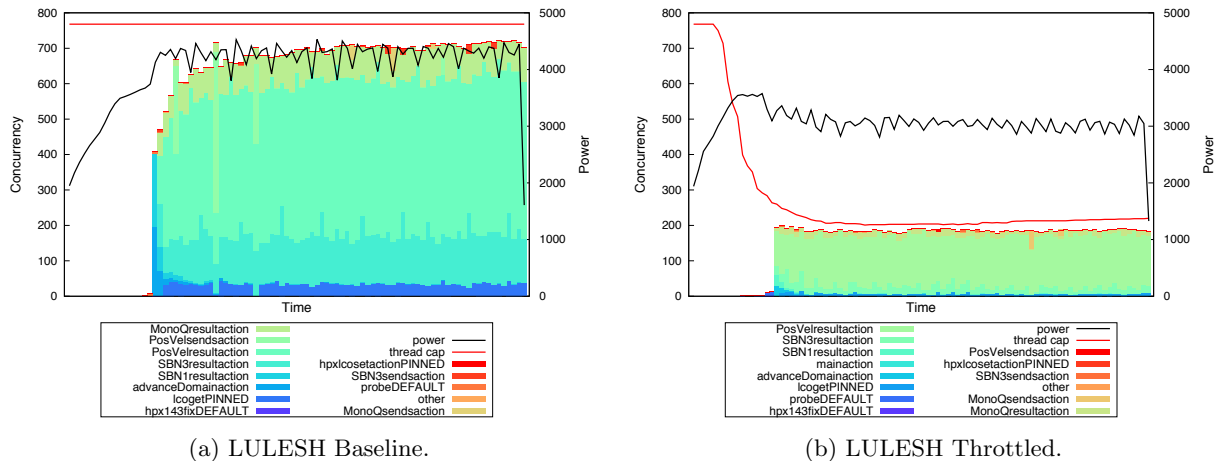 800
700
600
500
400
300
200
100
0
Concurrency
5000
4000
3000
2000
1000
0
Power
Time
MonoQresultaction
PosVelsendsaction
PosVelresultaction
SBN3resultaction
SBN1resultaction
advanceDomainaction
lcogetPINNED
hpx143fixDEFAULT
power
thread cap
hpxlcosetactionPINNED
SBN3sendsaction
probeDEFAULT
other
MonoQsendsaction
(a) LULESH Baseline.
800
700
600
500
400
300
200
100
0
Concurrency
5000
4000
3000
2000
1000
0
Power
Time
PosVelresultaction
SBN3resultaction
SBN1resultaction
mainaction
advanceDomainaction
lcogetPINNED
probeDEFAULT
hpx143fixDEFAULT
power
thread cap
PosVelsendsaction
hpxlcosetactionPINNED
SBN3sendsaction
other
MonoQsendsaction
MonoQresultaction
(b) LULESH Throttled.